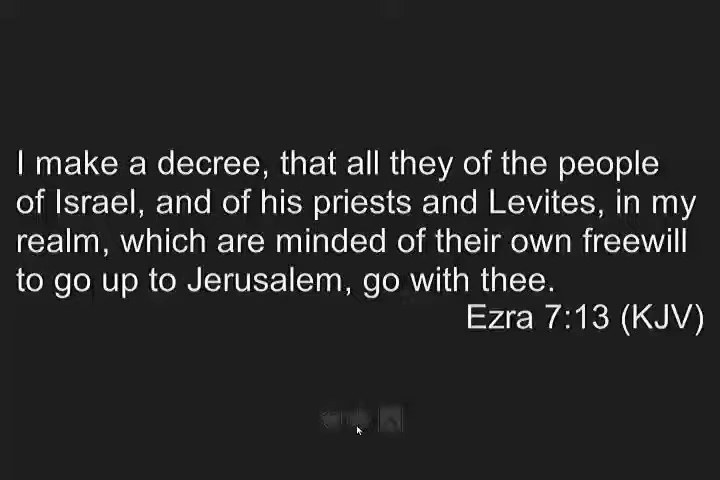 I make a decree, that all they of the people
of Israel, and of his priests and Levites, in my
realm, which are minded of their own freewill
to go up to Jerusalem, go with thee.
Ezra 7:13 (KJV)